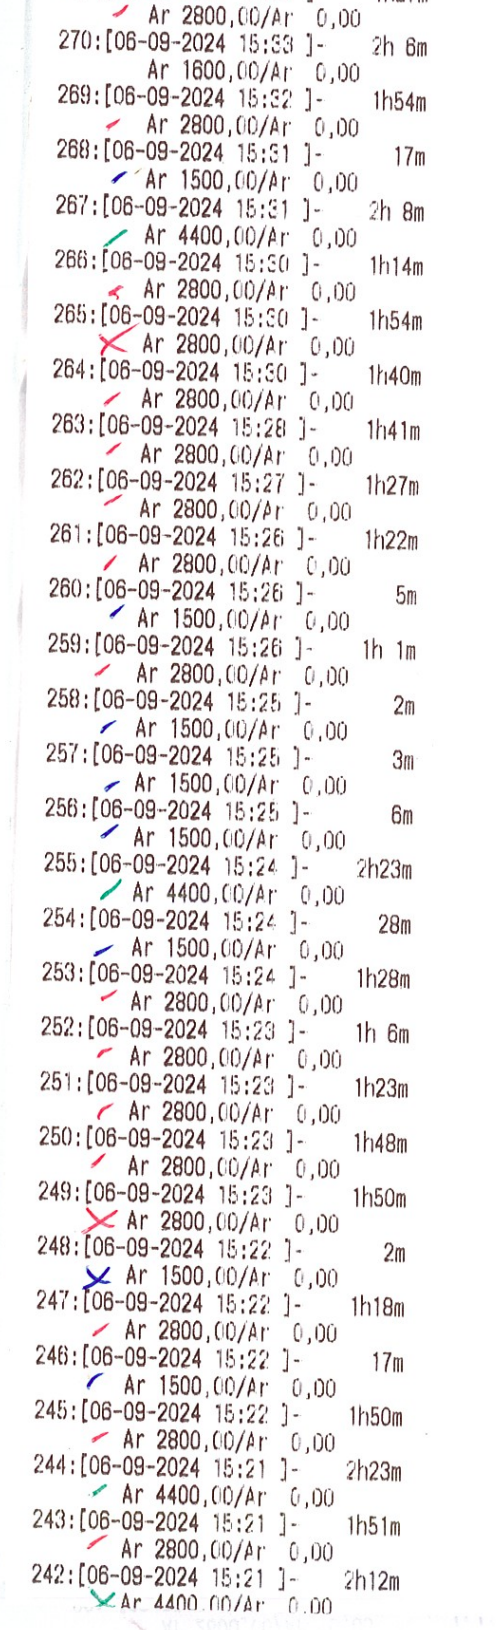 Ar 2800,00/Ar 0,00
270:[06-09-2024 15:33 ]- 2h 6m
Ar 1600,00/Ar 0,00
269:[06-09-2024 15:32 ]- 1h54m
Ar 2800,00/Ar 0,00
268:[06-09-2024 15:31 ]- 17m
Ar 1500,00/Ar 0,00
267:[06-09-2024 15:31 ]- 2h 8m
Ar 4400,00/Ar 0,00
266:[06-09-2024 15:30 ]- 1h14m
Ar 2800,00/Ar 0,00
265:[06-09-2024 15:30 ]- 1h54m
Ar 2800,00/Ar 0,00
264:[06-09-2024 15:30 ]- 1h40m
Ar 2800,00/Ar 0,00
263:[06-09-2024 15:28 ]- 1h41m
Ar 2800,00/Ar 0,00
262:[06-09-2024 15:27 ]- 1h27m
Ar 2800,00/Ar 0,00
261:[06-09-2024 15:26 ]- 1h22m
Ar 2800,00/Ar 0,00
260:[06-09-2024 15:26 ]- 5m
Ar 1500,00/Ar 0,00
259:[06-09-2024 15:26 ]- 1h 1m
Ar 2800,00/Ar 0,00
258:[06-09-2024 15:25 ]- 2m
Ar 1500,00/Ar 0,00
257:[06-09-2024 15:25 ]- 3m
Ar 1500,00/Ar 0,00
256:[06-09-2024 15:25 ]- 6m
Ar 1500,00/Ar 0,00
255:[06-09-2024 15:24 ]- 2h23m
Ar 4400,00/Ar 0,00
254:[06-09-2024 15:24 ]- 28m
Ar 1500,00/Ar 0,00
253:[06-09-2024 15:24 ]- 1h28m
Ar 2800,00/Ar 0,00
252:[06-09-2024 15:23 ]- 1h 6m
Ar 2800,00/Ar 0,00
251:[06-09-2024 15:23 ]- 1h23m
Ar 2800,00/Ar 0,00
250:[06-09-2024 15:23 ]- 1h48m
Ar 2800,00/Ar 0,00
249:[06-09-2024 15:23 ]- 1h50m
Ar 2800,00/Ar 0,00
248:[06-09-2024 15:22 ]- 2m
Ar 1500,00/Ar 0,00
247:[06-09-2024 15:22 ]- 1h18m
Ar 2800,00/Ar 0,00
246:[06-09-2024 15:22 ]- 17m
Ar 1500,00/Ar 0,00
245:[06-09-2024 15:22 ]- 1h50m
Ar 2800,00/Ar 0,00
244:[06-09-2024 15:21 ]- 2h23m
Ar 4400,00/Ar 0,00
243:[06-09-2024 15:21 ]- 1h51m
Ar 2800,00/Ar 0,00
242:[06-09-2024 15:21 ]- 2h12m
Ar 4400,00/Ar 0,00